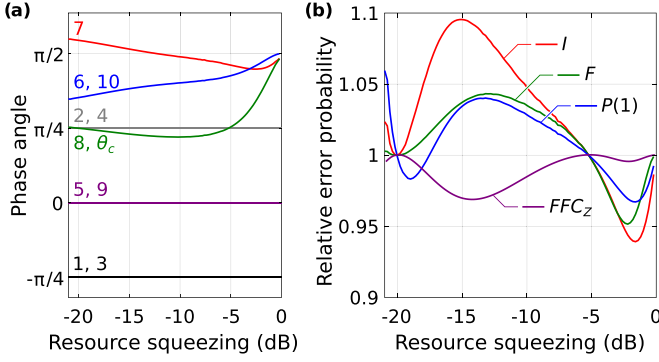 (a)
7
π/2
6, 10
2, 4
π/4
8, θc
5, 9
0
1, 3
-π/4
Phase angle
-20 -15 -10 -5 0
Resource squeezing (dB)
(b)
1.1
I
F
1.05
P(1)
1
FFCZ
0.95
0.9
Relative error probability
-20 -15 -10 -5 0
Resource squeezing (dB)